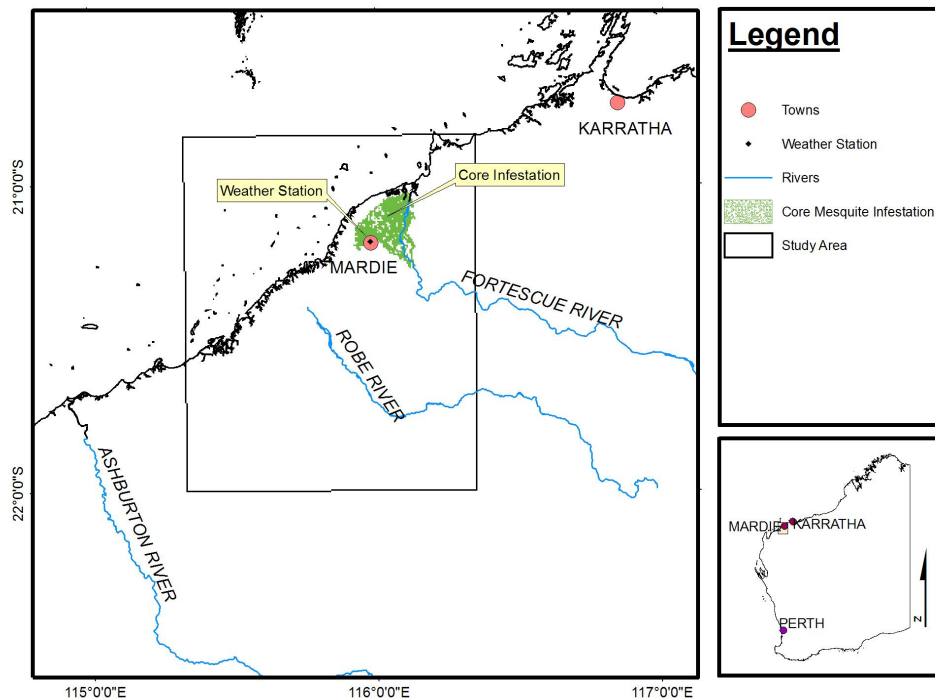 KARRATHA
Weather Station
Core Infestation
MARDIE
FORTESCUE RIVER
ROBE RIVER
ASHBURTON RIVER
21°0'0"S
22°0'0"S
115°0'0"E
116°0'0"E
117°0'0"E
Legend
Towns
Weather Station
Rivers
Core Mesquite Infestation
Study Area
MARDIE
KARRATHA
PERTH
N